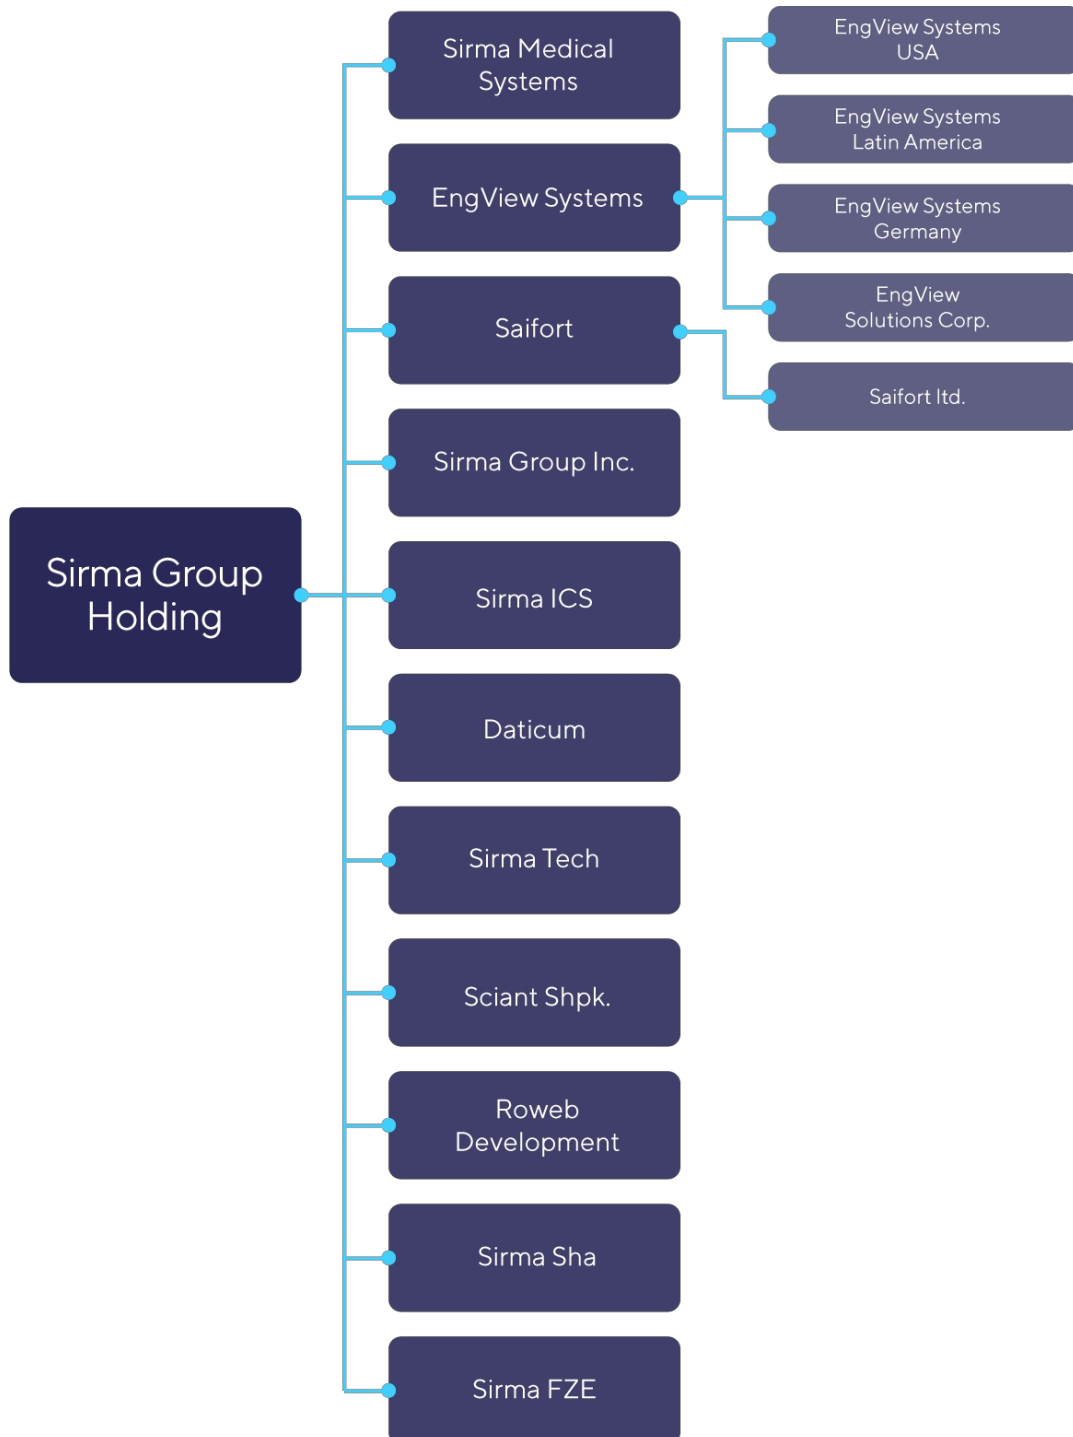 Sirma Group
Holding
Sirma Medical
Systems
EngView Systems
Saifort
Sirma Group Inc.
Sirma ICS
Daticum
Sirma Tech
Sciant Shpk.
Roweb
Development
Sirma Sha
Sirma FZE
EngView Systems
USA
EngView Systems
Latin America
EngView Systems
Germany
EngView
Solutions Corp.
Saifort ltd.